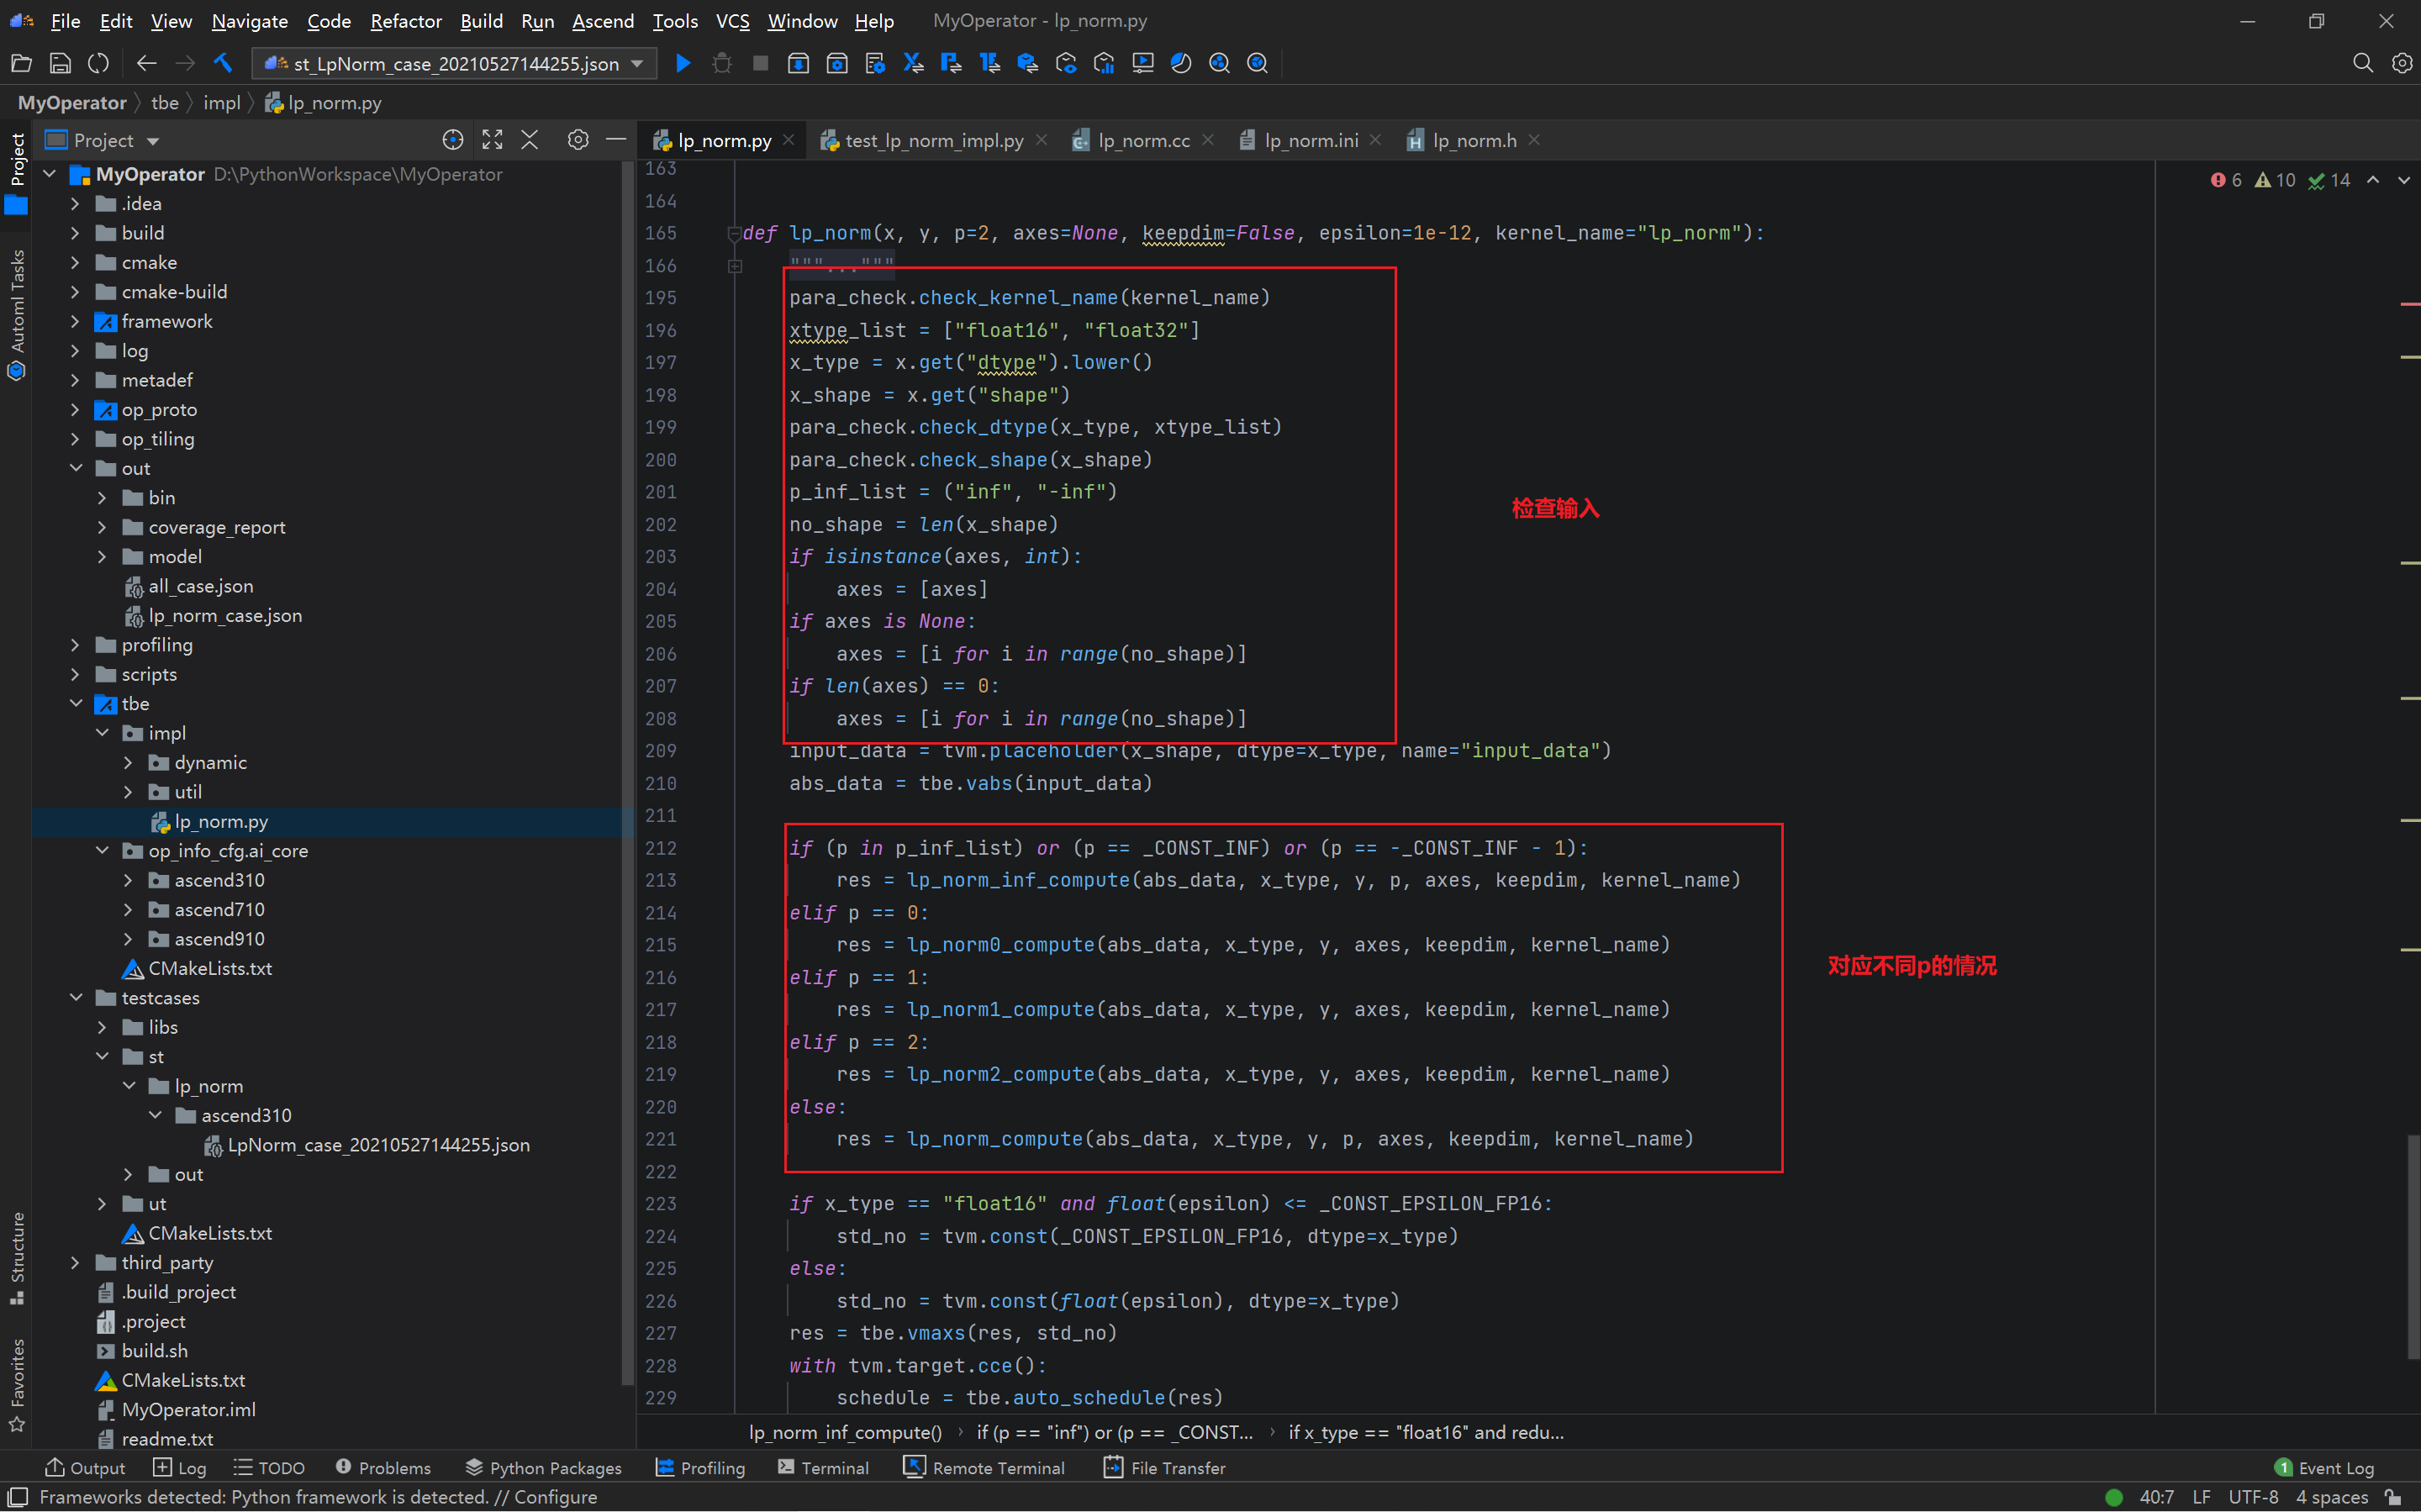 File Edit View Navigate Code Refactor Build Run Ascend Tools VCS Window Help MyOperator - lp_norm.py
st_LpNorm_case_20210527144255.json
MyOperator tbe impl lp_norm.py
Project
lp_norm.py
test_lp_norm_impl.py
lp_norm.cc
lp_norm.ini
lp_norm.h
Project
Automl Tasks
Structure
Favorites
MyOperator D:\PythonWorkspace\MyOperator
.idea
build
cmake
cmake-build
framework
log
metadef
op_proto
op_tiling
out
bin
coverage_report
model
all_case.json
lp_norm_case.json
profiling
scripts
tbe
impl
dynamic
util
lp_norm.py
op_info_cfg.ai_core
ascend310
ascend710
ascend910
CMakeLists.txt
testcases
libs
st
lp_norm
ascend310
LpNorm_case_20210527144255.json
out
ut
CMakeLists.txt
third_party
.build_project
.project
build.sh
CMakeLists.txt
MyOperator.iml
readme.txt
6 10 14
163
164
165 def lp_norm(x, y, p=2, axes=None, keepdim=False, epsilon=1e-12, kernel_name="lp_norm"):
166 """..."""
195 para_check.check_kernel_name(kernel_name)
196 xtype_list = ["float16", "float32"]
197 x_type = x.get("dtype").lower()
198 x_shape = x.get("shape")
199 para_check.check_dtype(x_type, xtype_list)
200 para_check.check_shape(x_shape)
201 p_inf_list = ("inf", "-inf")
202 no_shape = len(x_shape)
203 if isinstance(axes, int):
204 axes = [axes]
205 if axes is None:
206 axes = [i for i in range(no_shape)]
207 if len(axes) == 0:
208 axes = [i for i in range(no_shape)]
209 input_data = tvm.placeholder(x_shape, dtype=x_type, name="input_data")
210 abs_data = tbe.vabs(input_data)
211
212 if (p in p_inf_list) or (p == _CONST_INF) or (p == -_CONST_INF - 1):
213 res = lp_norm_inf_compute(abs_data, x_type, y, p, axes, keepdim, kernel_name)
214 elif p == 0:
215 res = lp_norm0_compute(abs_data, x_type, y, axes, keepdim, kernel_name)
216 elif p == 1:
217 res = lp_norm1_compute(abs_data, x_type, y, axes, keepdim, kernel_name)
218 elif p == 2:
219 res = lp_norm2_compute(abs_data, x_type, y, axes, keepdim, kernel_name)
220 else:
221 res = lp_norm_compute(abs_data, x_type, y, p, axes, keepdim, kernel_name)
222
223 if x_type == "float16" and float(epsilon) <= _CONST_EPSILON_FP16:
224 std_no = tvm.const(_CONST_EPSILON_FP16, dtype=x_type)
225 else:
226 std_no = tvm.const(float(epsilon), dtype=x_type)
227 res = tbe.vmaxs(res, std_no)
228 with tvm.target.cce():
229 schedule = tbe.auto_schedule(res)
检查输入
对应不同p的情况
lp_norm_inf_compute() › if (p == "inf") or (p == _CONST... › if x_type == "float16" and redu...
Output Log TODO Problems Python Packages Profiling Terminal Remote Terminal File Transfer 1 Event Log
Frameworks detected: Python framework is detected. // Configure 40:7 LF UTF-8 4 spaces